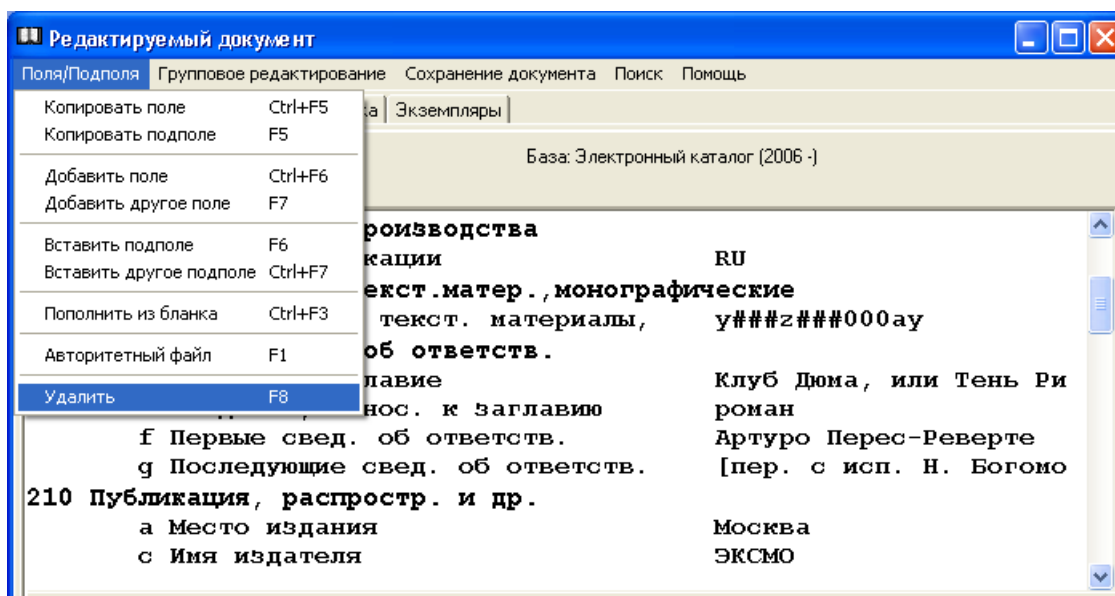 Редактируемый документ
Поля/Подполя Групповое редактирование Сохранение документа Поиск Помощь
Копировать поле Ctrl+F5
Копировать подполе F5
Добавить поле Ctrl+F6
Добавить другое поле F7
Вставить подполе F6
Вставить другое подполе Ctrl+F7
Пополнить из бланка Ctrl+F3
Авторитетный файл F1
Удалить F8
ка Экземпляры
База: Электронный каталог (2006 -)
роизводства
кации RU
екст.матер.,монографические
текст. материалы, y###z###000ay
об ответств.
лавие Клуб Дюма, или Тень Ри
нос. к заглавию роман
f Первые свед. об ответств. Артуро Перес-Реверте
g Последующие свед. об ответств. [пер. с исп. Н. Богомо
210 Публикация, распростр. и др.
a Место издания Москва
c Имя издателя ЭКСМО